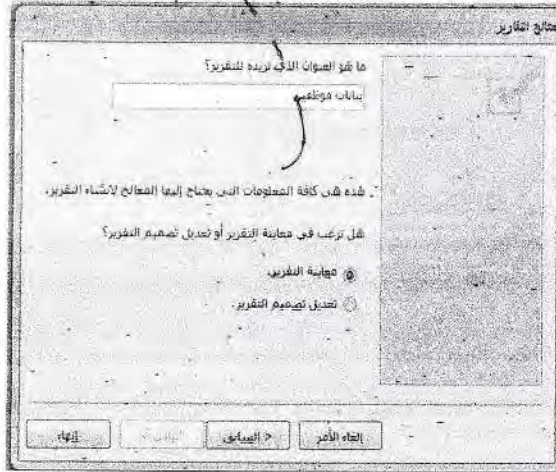 معالج التقارير
ما هو العنوان الذي تريده للتقرير؟
بيانات موظفين
هذه هي كافة المعلومات التي يحتاج إليها المعالج لإنشاء التقرير.
هل ترغب في معاينة التقرير أو تعديل تصميم التقرير؟
معاينة التقرير.
تعديل تصميم التقرير.
إلغاء الأمر
< السابق
إنهاء